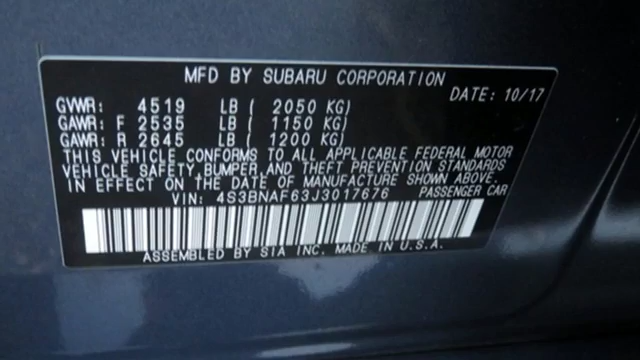 MFD BY SUBARU CORPORATION
DATE: 10/17
GVWR: 4519 LB ( 2050 KG)
GAWR: F 2535 LB ( 1150 KG)
GAWR: R 2645 LB ( 1200 KG)
THIS VEHICLE CONFORMS TO ALL APPLICABLE FEDERAL MOTOR
VEHICLE SAFETY, BUMPER, AND THEFT PREVENTION STANDARDS
IN EFFECT ON THE DATE OF MANUFACTURE SHOWN ABOVE.
VIN: 4S3BNAF63J3017676 PASSENGER CAR
ASSEMBLED BY SIA INC. MADE IN U.S.A.